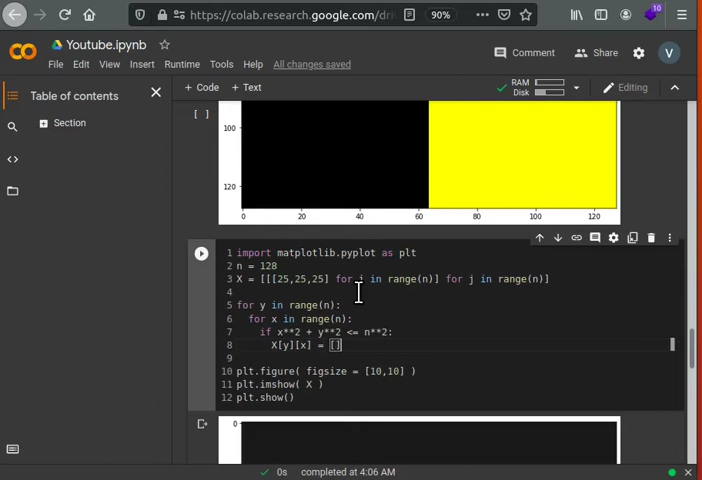 https://colab.research.google.com/dri
90%
10
Youtube.ipynb
File Edit View Insert Runtime Tools Help All changes saved
Comment Share V
Table of contents
Section
+ Code + Text
RAM
Disk
Editing
[ ]
100
120
0 20 40 60 80 100 120
1 import matplotlib.pyplot as plt
2 n = 128
3 X = [[[25,25,25] for i in range(n)] for j in range(n)]
4
5 for y in range(n):
6 for x in range(n):
7 if x**2 + y**2 <= n**2:
8 X[y][x] = []
9
10 plt.figure( figsize = [10,10] )
11 plt.imshow( X )
12 plt.show()
0
0s completed at 4:06 AM